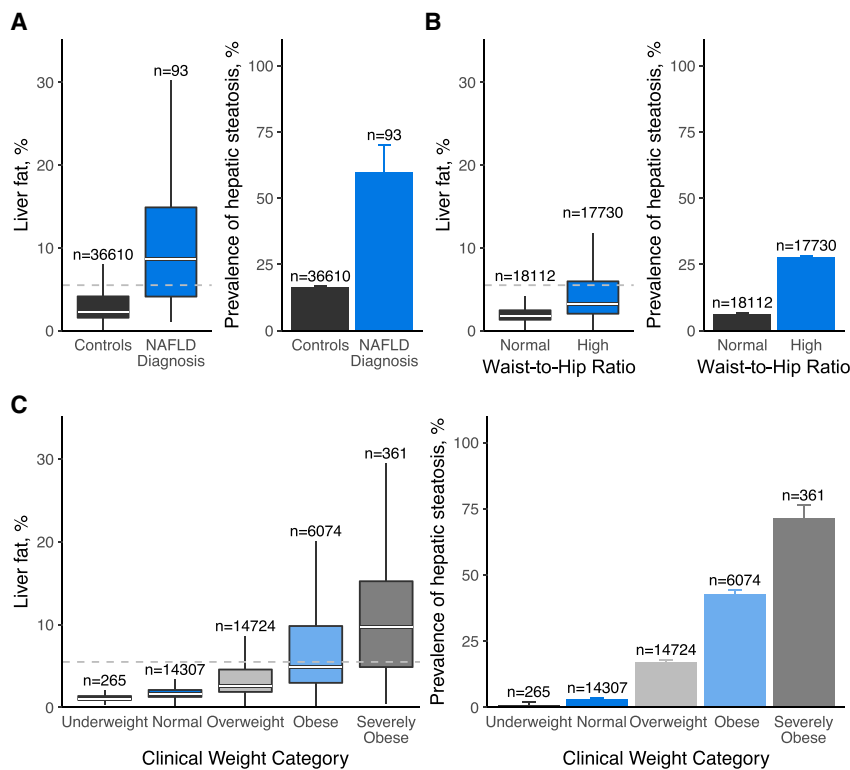 A
Liver fat, %
30
20
10
0
n=36610
n=93
Controls
NAFLD
Diagnosis
Prevalence of hepatic steatosis, %
100
75
50
25
0
n=36610
n=93
Controls
NAFLD
Diagnosis
B
Liver fat, %
30
20
10
0
n=18112
n=17730
Normal
High
Waist-to-Hip Ratio
Prevalence of hepatic steatosis, %
100
75
50
25
0
n=18112
n=17730
Normal
High
Waist-to-Hip Ratio
C
Liver fat, %
30
20
10
0
n=265
n=14307
n=14724
n=6074
n=361
Underweight
Normal
Overweight
Obese
Severely
Obese
Clinical Weight Category
Prevalence of hepatic steatosis, %
100
75
50
25
0
n=265
n=14307
n=14724
n=6074
n=361
Underweight
Normal
Overweight
Obese
Severely
Obese
Clinical Weight Category